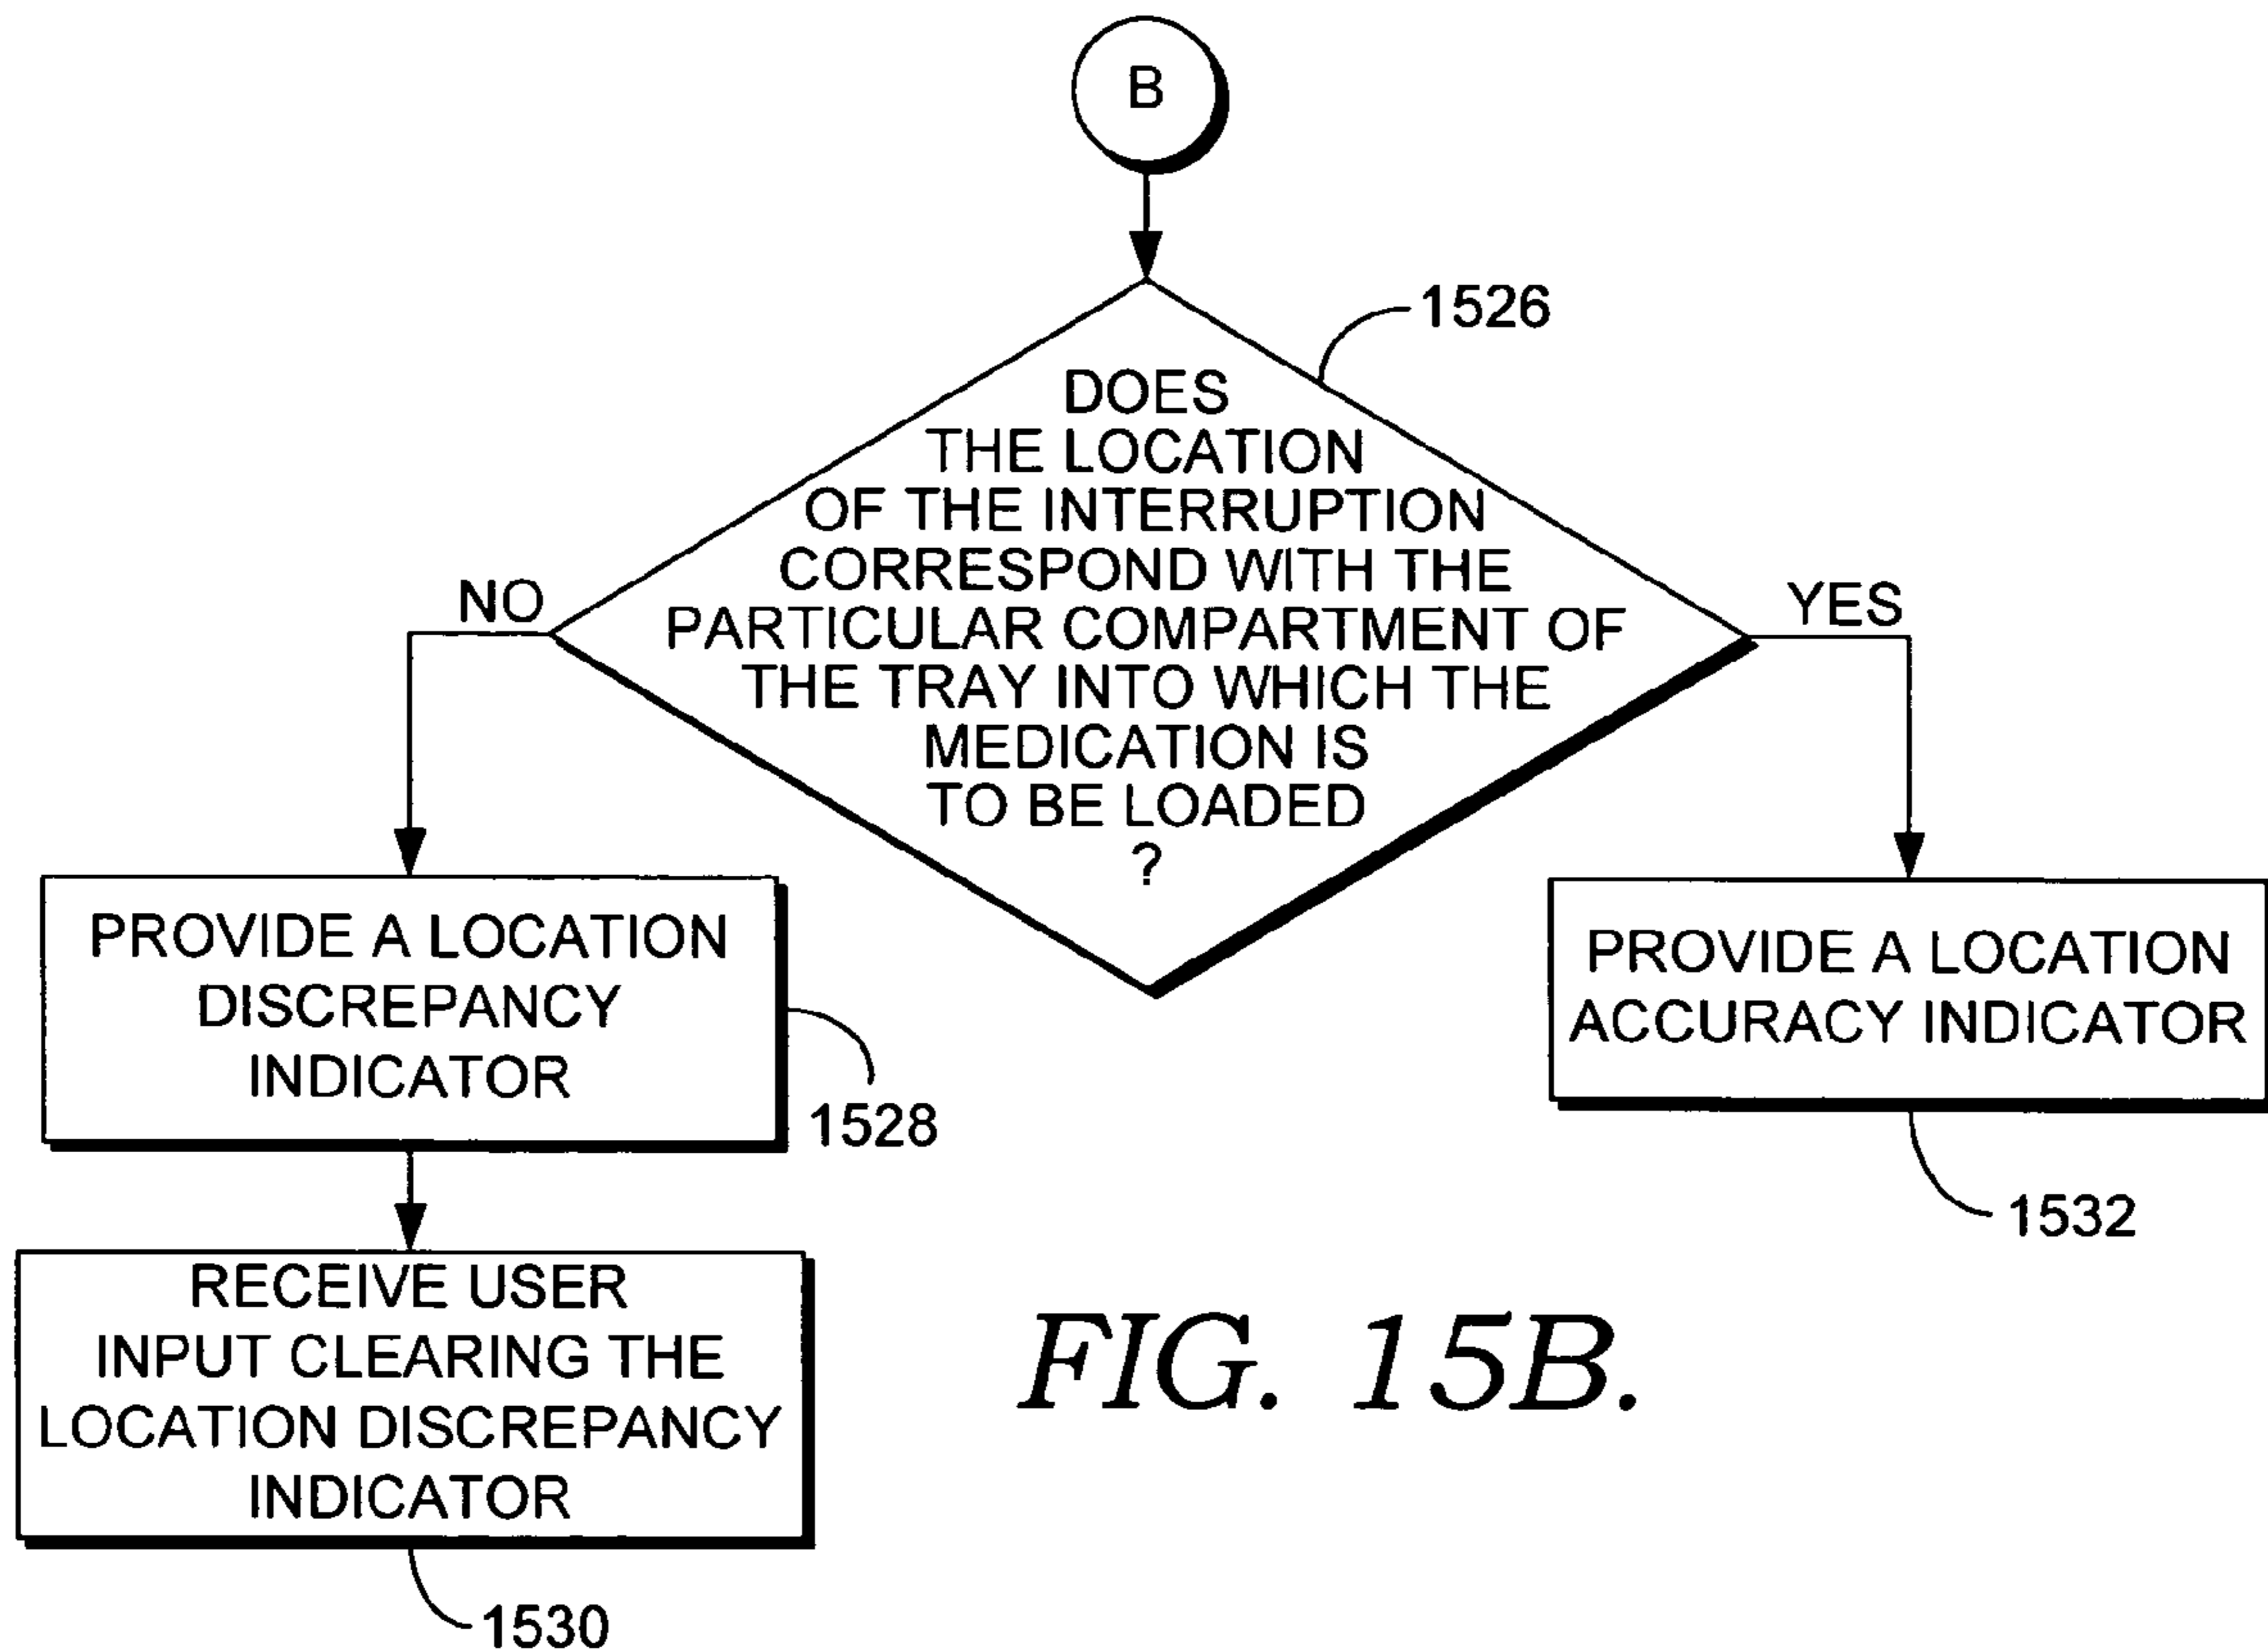 B
1526
DOES
THE LOCATION
OF THE INTERRUPTION
CORRESPOND WITH THE
PARTICULAR COMPARTMENT OF
THE TRAY INTO WHICH THE
MEDICATION IS
TO BE LOADED
?
NO
YES
PROVIDE A LOCATION
DISCREPANCY
INDICATOR
1528
PROVIDE A LOCATION
ACCURACY INDICATOR
1532
RECEIVE USER
INPUT CLEARING THE
LOCATION DISCREPANCY
INDICATOR
1530
FIG. 15B.